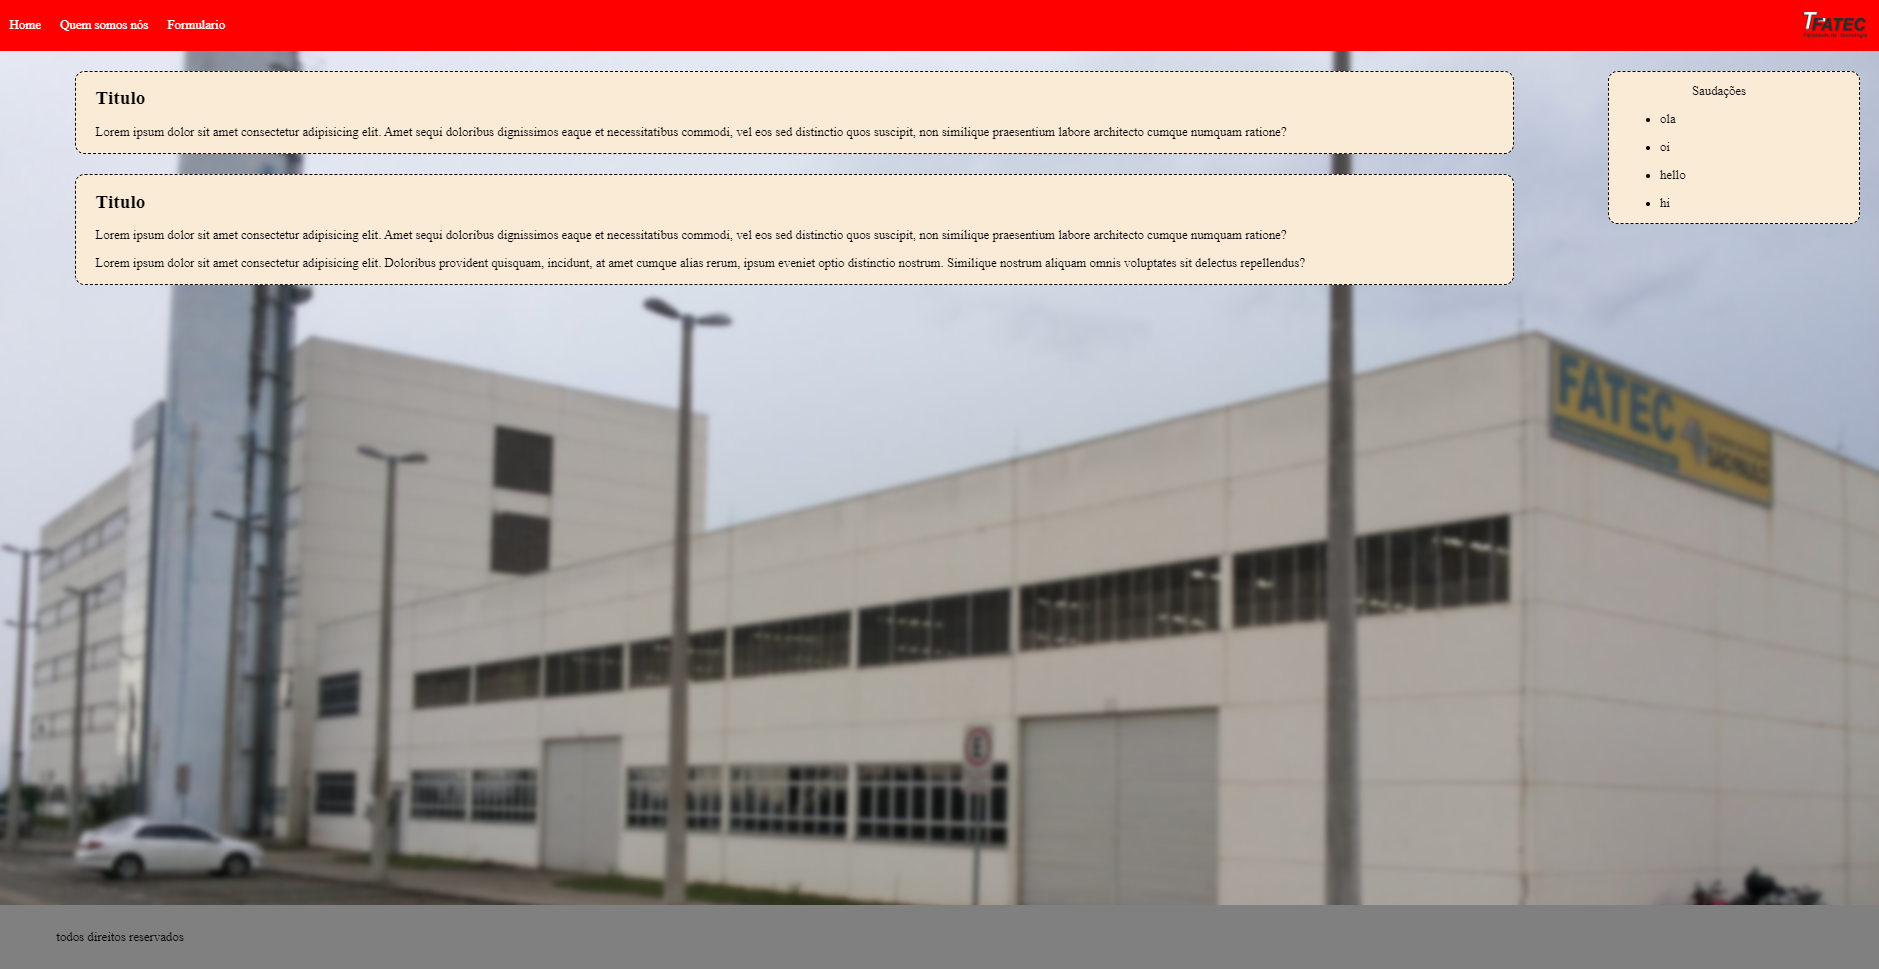 Home Quem somos nós Formulario
FATEC
Titulo
Lorem ipsum dolor sit amet consectetur adipisicing elit. Amet sequi doloribus dignissimos eaque et necessitatibus commodi, vel eos sed distinctio quos suscipit, non similique praesentium labore architecto cumque numquam ratione?
Titulo
Lorem ipsum dolor sit amet consectetur adipisicing elit. Amet sequi doloribus dignissimos eaque et necessitatibus commodi, vel eos sed distinctio quos suscipit, non similique praesentium labore architecto cumque numquam ratione?
Lorem ipsum dolor sit amet consectetur adipisicing elit. Doloribus provident quisquam, incidunt, at amet cumque alias rerum, ipsum eveniet optio distinctio nostrum. Similique nostrum aliquam omnis voluptates sit delectus repellendus?
Saudações
ola
oi
hello
hi
FATEC
SÃO PAULO
E
todos direitos reservados